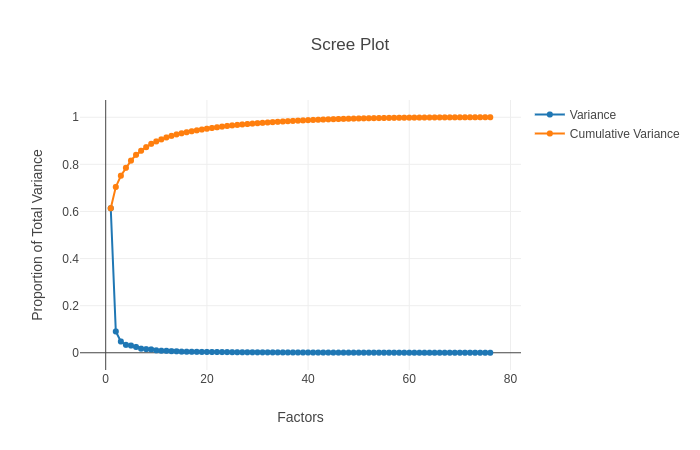 Scree Plot
Variance
Cumulative Variance
Proportion of Total Variance
1
0.8
0.6
0.4
0.2
0
0
20
40
60
80
Factors